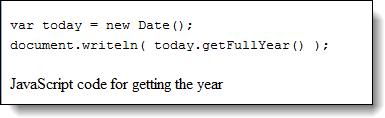 var today = new Date();
document.writeln( today.getFullYear() );
JavaScript code for getting the year